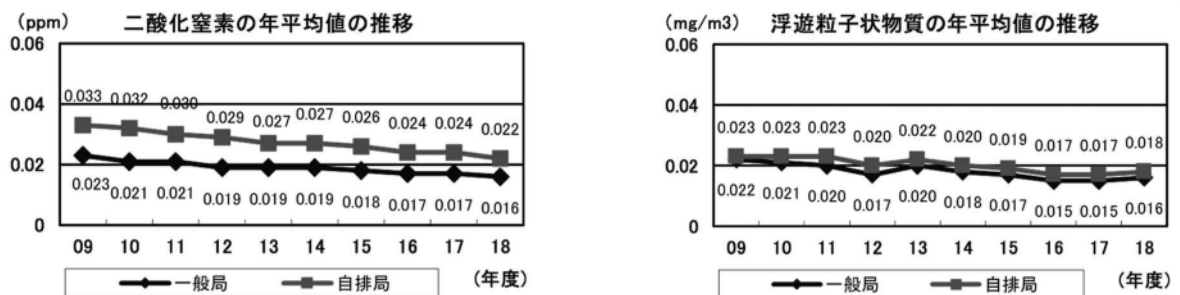 (ppm) 二酸化窒素の年平均値の推移
0.06
0.04
0.02
0
0.033 0.032 0.030 0.029 0.027 0.027 0.026 0.024 0.024 0.022
0.023 0.021 0.021 0.019 0.019 0.019 0.018 0.017 0.017 0.016
09 10 11 12 13 14 15 16 17 18
一般局 自排局 (年度)
(mg/m3) 浮遊粒子状物質の年平均値の推移
0.06
0.04
0.02
0
0.023 0.023 0.023 0.020 0.022 0.020 0.019 0.017 0.017 0.018
0.022 0.021 0.020 0.017 0.020 0.018 0.017 0.015 0.015 0.016
09 10 11 12 13 14 15 16 17 18
一般局 自排局 (年度)